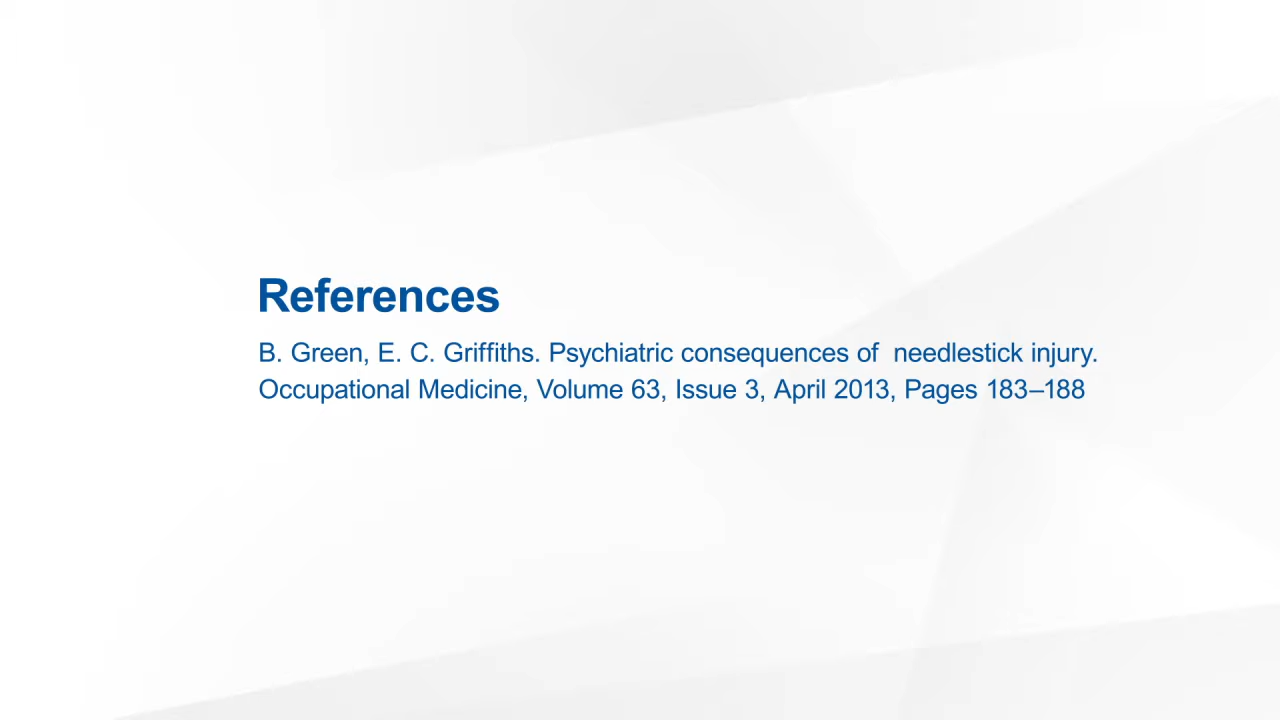 References
B. Green, E. C. Griffiths. Psychiatric consequences of  needlestick injury.
Occupational Medicine, Volume 63, Issue 3, April 2013, Pages 183–188